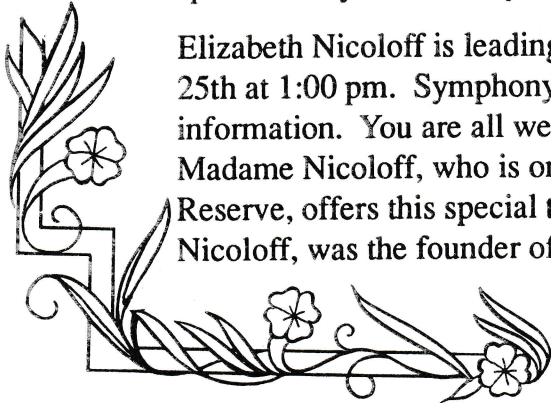 Elizabeth Nicoloff is leading
25th at 1:00 pm. Symphony
information. You are all we
Madame Nicoloff, who is on
Reserve, offers this special t
Nicoloff, was the founder of